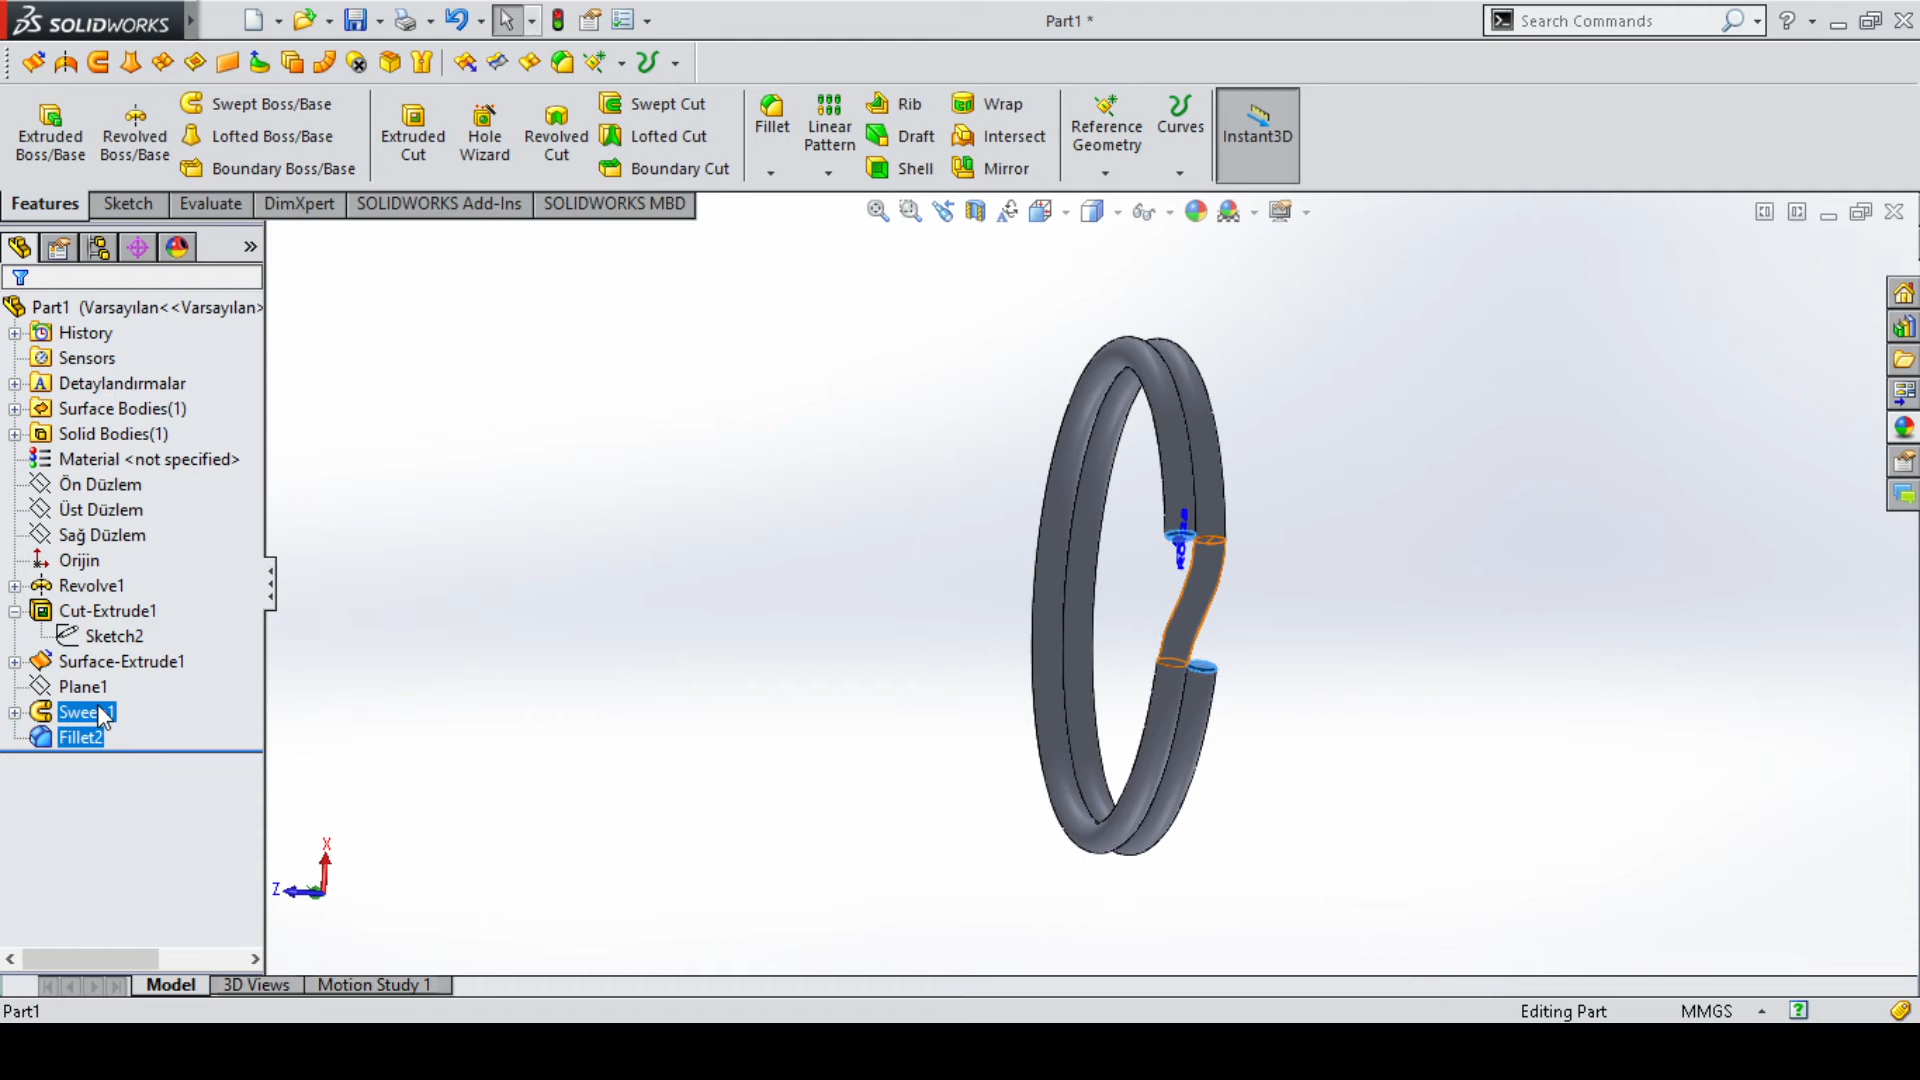 SOLIDWORKS
Part1 *
Search Commands
Extruded Boss/Base
Revolved Boss/Base
Swept Boss/Base
Lofted Boss/Base
Boundary Boss/Base
Extruded Cut
Hole Wizard
Revolved Cut
Swept Cut
Lofted Cut
Boundary Cut
Fillet
Linear Pattern
Rib
Draft
Shell
Wrap
Intersect
Mirror
Reference Geometry
Curves
Instant3D
Features
Sketch
Evaluate
DimXpert
SOLIDWORKS Add-Ins
SOLIDWORKS MBD
Part1 (Varsayılan<<Varsayılan>
History
Sensors
Detaylandırmalar
Surface Bodies(1)
Solid Bodies(1)
Material <not specified>
Ön Düzlem
Üst Düzlem
Sağ Düzlem
Orijin
Revolve1
Cut-Extrude1
Sketch2
Surface-Extrude1
Plane1
Fillet2
X
Z
Model
3D Views
Motion Study 1
Part1
Editing Part
MMGS